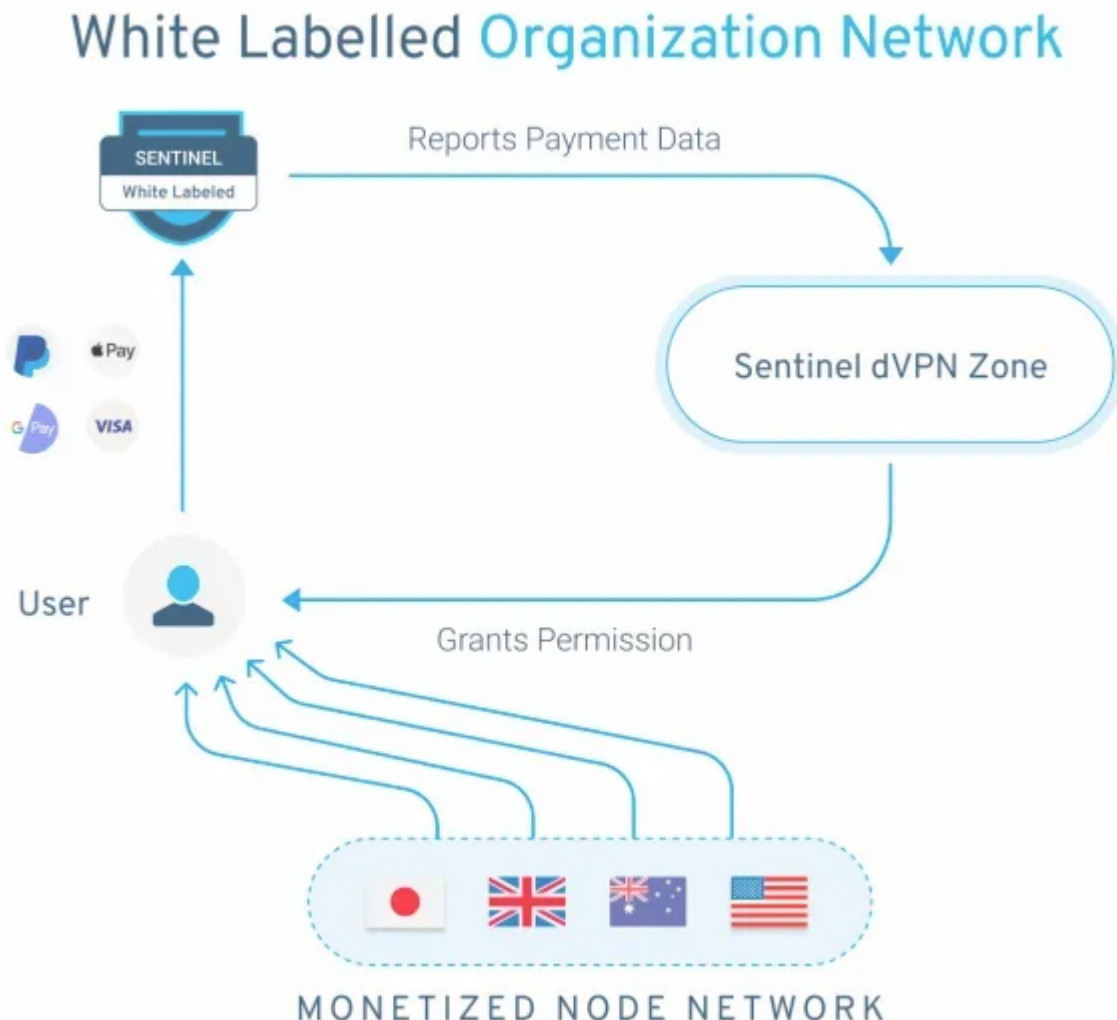 White Labelled Organization Network
Reports Payment Data
SENTINEL
White Labeled
Sentinel dVPN Zone
Pay
G Pay
VISA
User
Grants Permission
MONETIZED NODE NETWORK